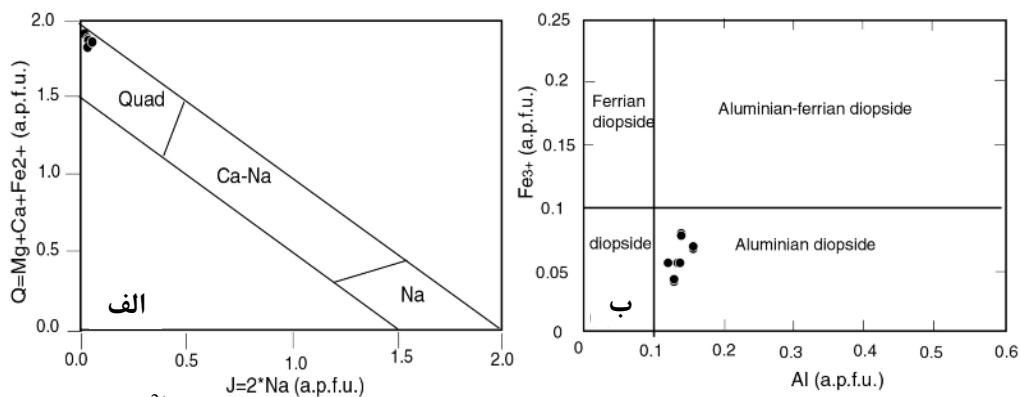 2.0
1.5
1.0
0.5
0.0
Q=Mg+Ca+Fe2+ (a.p.f.u.)
Quad
Ca-Na
Na
الف
0.0
0.5
1.0
1.5
2.0
J=2*Na (a.p.f.u.)
2+
0.25
0.2
0.15
0.1
0.05
0
Fe3+ (a.p.f.u.)
Ferrian
diopside
Aluminian-ferrian diopside
diopside
Aluminian diopside
ب
0
0.1
0.2
0.3
0.4
0.5
0.6
Al (a.p.f.u.)